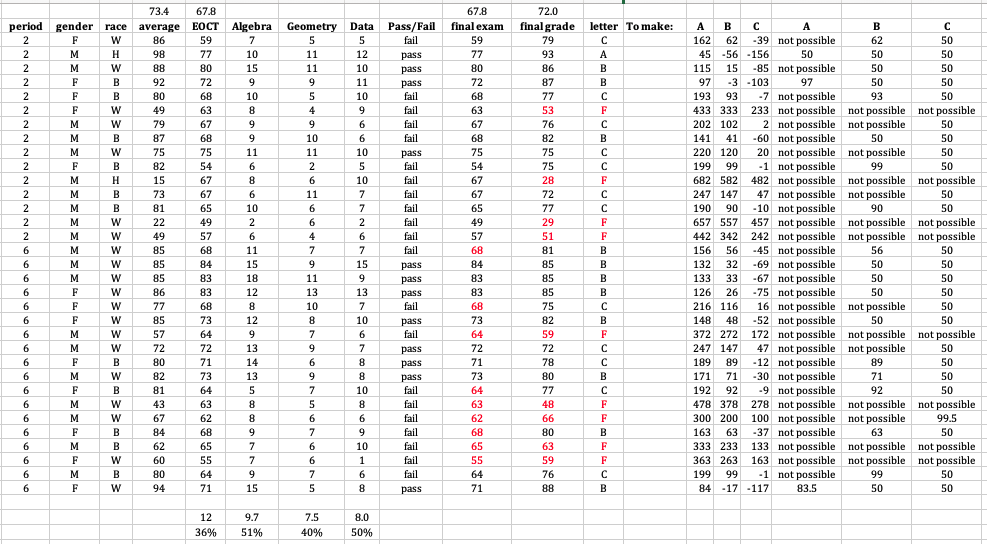 73.4 67.8 67.8 72.0
period gender race average EOCT Algebra Geometry Data Pass/Fail final exam final grade letter To make: A B C A B C
2 F W 86 59 7 5 5 fail 59 79 C 162 62 -39 not possible 62 50
2 M H 98 77 10 11 12 pass 77 93 A 45 -56 -156 50 50 50
2 M W 88 80 15 11 10 pass 80 86 B 115 15 -85 not possible 50 50
2 F B 92 72 9 9 11 pass 72 87 B 97 -3 -103 97 50 50
2 F B 80 68 10 5 10 fail 68 77 C 193 93 -7 not possible 93 50
2 F W 49 63 8 4 9 fail 63 53 F 433 333 233 not possible not possible not possible
2 M W 79 67 9 9 6 fail 67 76 C 202 102 2 not possible not possible 50
2 M B 87 68 9 10 6 fail 68 82 B 141 41 -60 not possible 50 50
2 M W 75 75 11 11 10 pass 75 75 C 220 120 20 not possible not possible 50
2 F B 82 54 6 2 5 fail 54 75 C 199 99 -1 not possible 99 50
2 M H 15 67 8 6 10 fail 67 28 F 682 582 482 not possible not possible not possible
2 M B 73 67 6 11 7 fail 67 72 C 247 147 47 not possible not possible 50
2 M B 81 65 10 6 7 fail 65 77 C 190 90 -10 not possible 90 50
2 M W 22 49 2 6 2 fail 49 29 F 657 557 457 not possible not possible not possible
2 M W 49 57 6 4 6 fail 57 51 F 442 342 242 not possible not possible not possible
6 M W 85 68 11 7 7 fail 68 81 B 156 56 -45 not possible 56 50
6 M W 85 84 15 9 15 pass 84 85 B 132 32 -69 not possible 50 50
6 M W 85 83 18 11 9 pass 83 85 B 133 33 -67 not possible 50 50
6 F W 86 83 12 13 13 pass 83 85 B 126 26 -75 not possible 50 50
6 F W 77 68 8 10 7 fail 68 75 C 216 116 16 not possible not possible 50
6 F W 85 73 12 8 10 pass 73 82 B 148 48 -52 not possible 50 50
6 M W 57 64 9 7 6 fail 64 59 F 372 272 172 not possible not possible not possible
6 M W 72 72 13 9 7 pass 72 72 C 247 147 47 not possible not possible 50
6 F B 80 71 14 6 8 pass 71 78 C 189 89 -12 not possible 89 50
6 M W 82 73 13 9 8 pass 73 80 B 171 71 -30 not possible 71 50
6 F B 81 64 5 7 10 fail 64 77 C 192 92 -9 not possible 92 50
6 M W 43 63 8 5 8 fail 63 48 F 478 378 278 not possible not possible not possible
6 M W 67 62 8 6 6 fail 62 66 F 300 200 100 not possible not possible 99.5
6 F B 84 68 9 7 9 fail 68 80 B 163 63 -37 not possible 63 50
6 M B 62 65 7 6 10 fail 65 63 F 333 233 133 not possible not possible not possible
6 F W 60 55 7 6 1 fail 55 59 F 363 263 163 not possible not possible not possible
6 M B 80 64 9 7 6 fail 64 76 C 199 99 -1 not possible 99 50
6 F W 94 71 15 5 8 pass 71 88 B 84 -17 -117 83.5 50 50
12 9.7 7.5 8.0
36% 51% 40% 50%